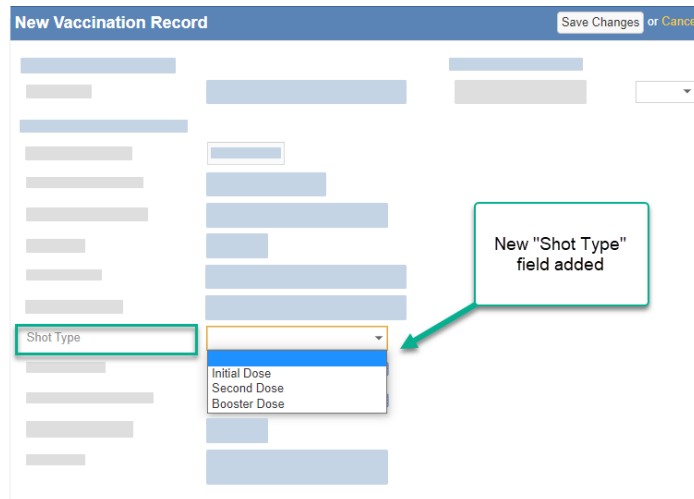 New Vaccination Record
Save Changes or Cance
New "Shot Type"
field added
Shot Type
Initial Dose
Second Dose
Booster Dose